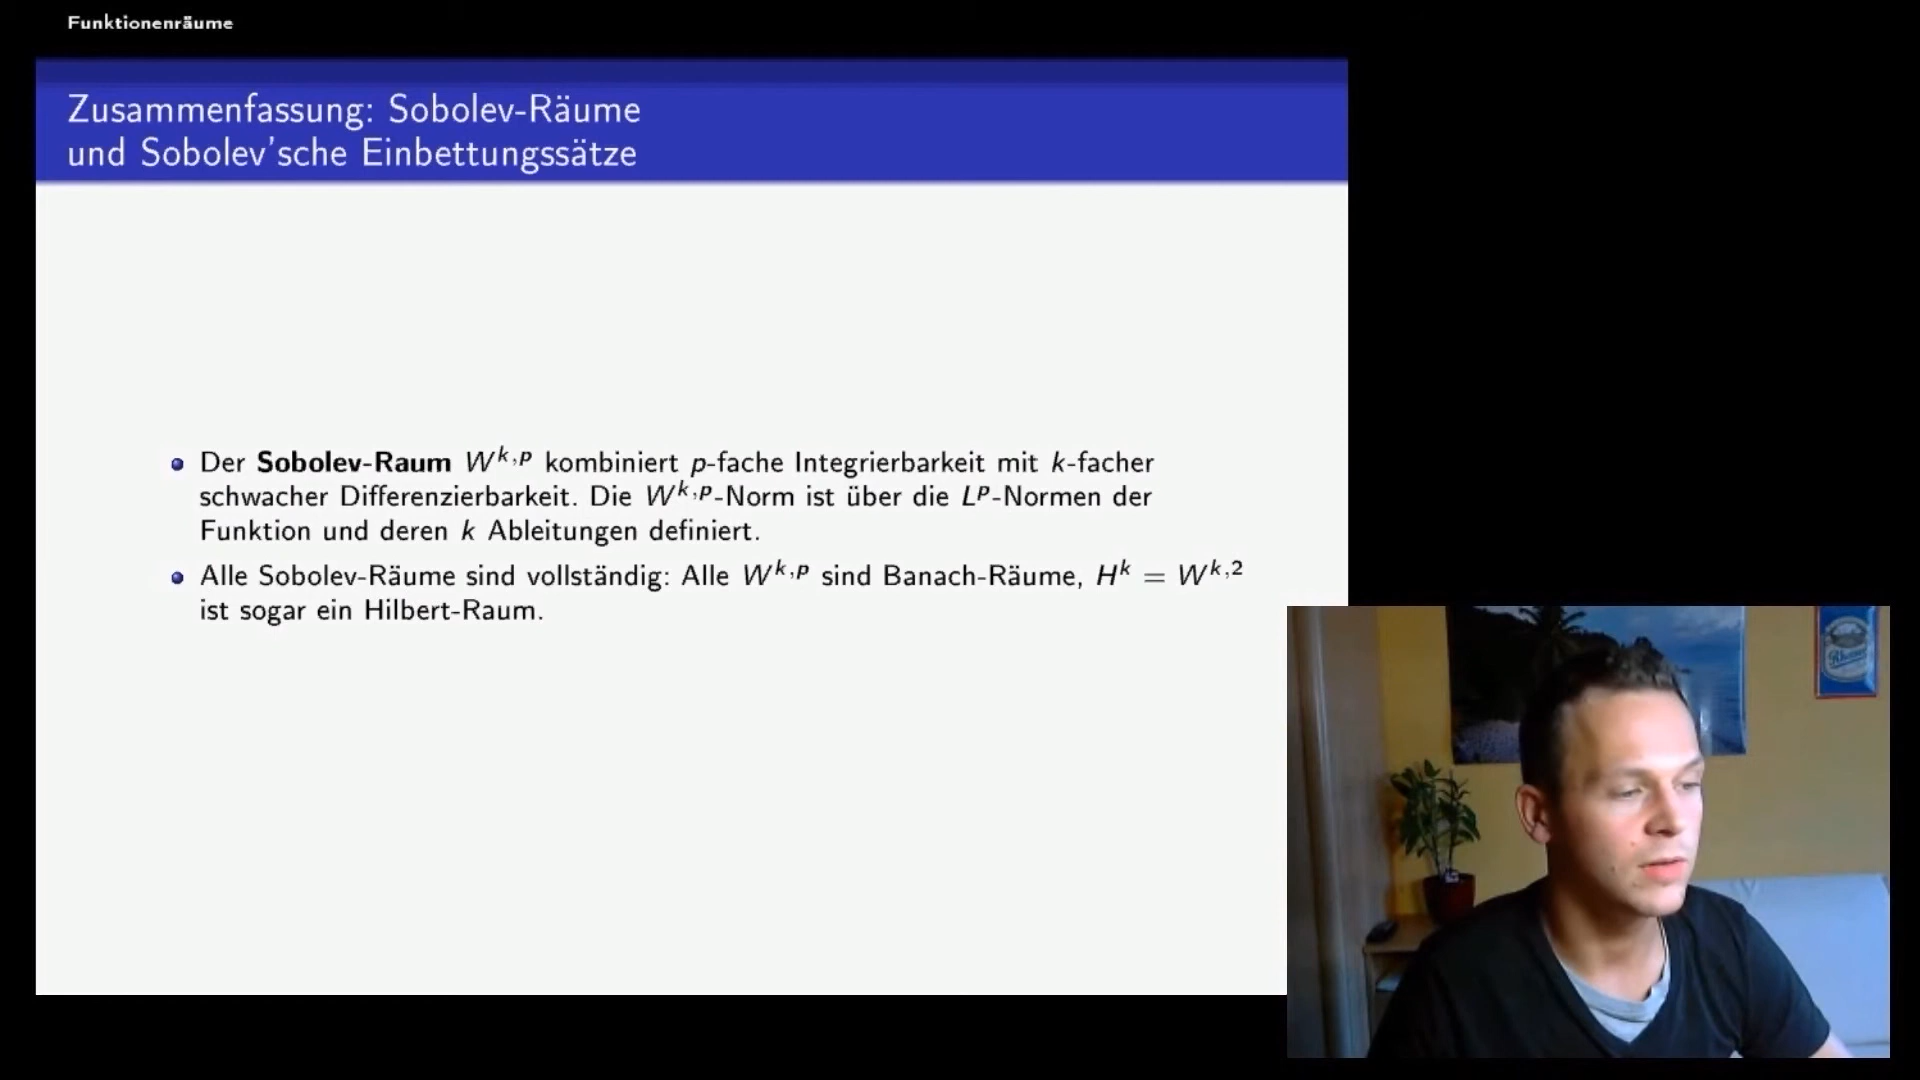 Funktionenräume
Zusammenfassung: Sobolev-Räume
und Sobolev'sche Einbettungssätze
Der Sobolev-Raum W^{k,p} kombiniert p-fache Integrierbarkeit mit k-facher
schwacher Differenzierbarkeit. Die W^{k,p}-Norm ist über die L^p-Normen der
Funktion und deren k Ableitungen definiert.
Alle Sobolev-Räume sind vollständig: Alle W^{k,p} sind Banach-Räume, H^k = W^{k,2}
ist sogar ein Hilbert-Raum.